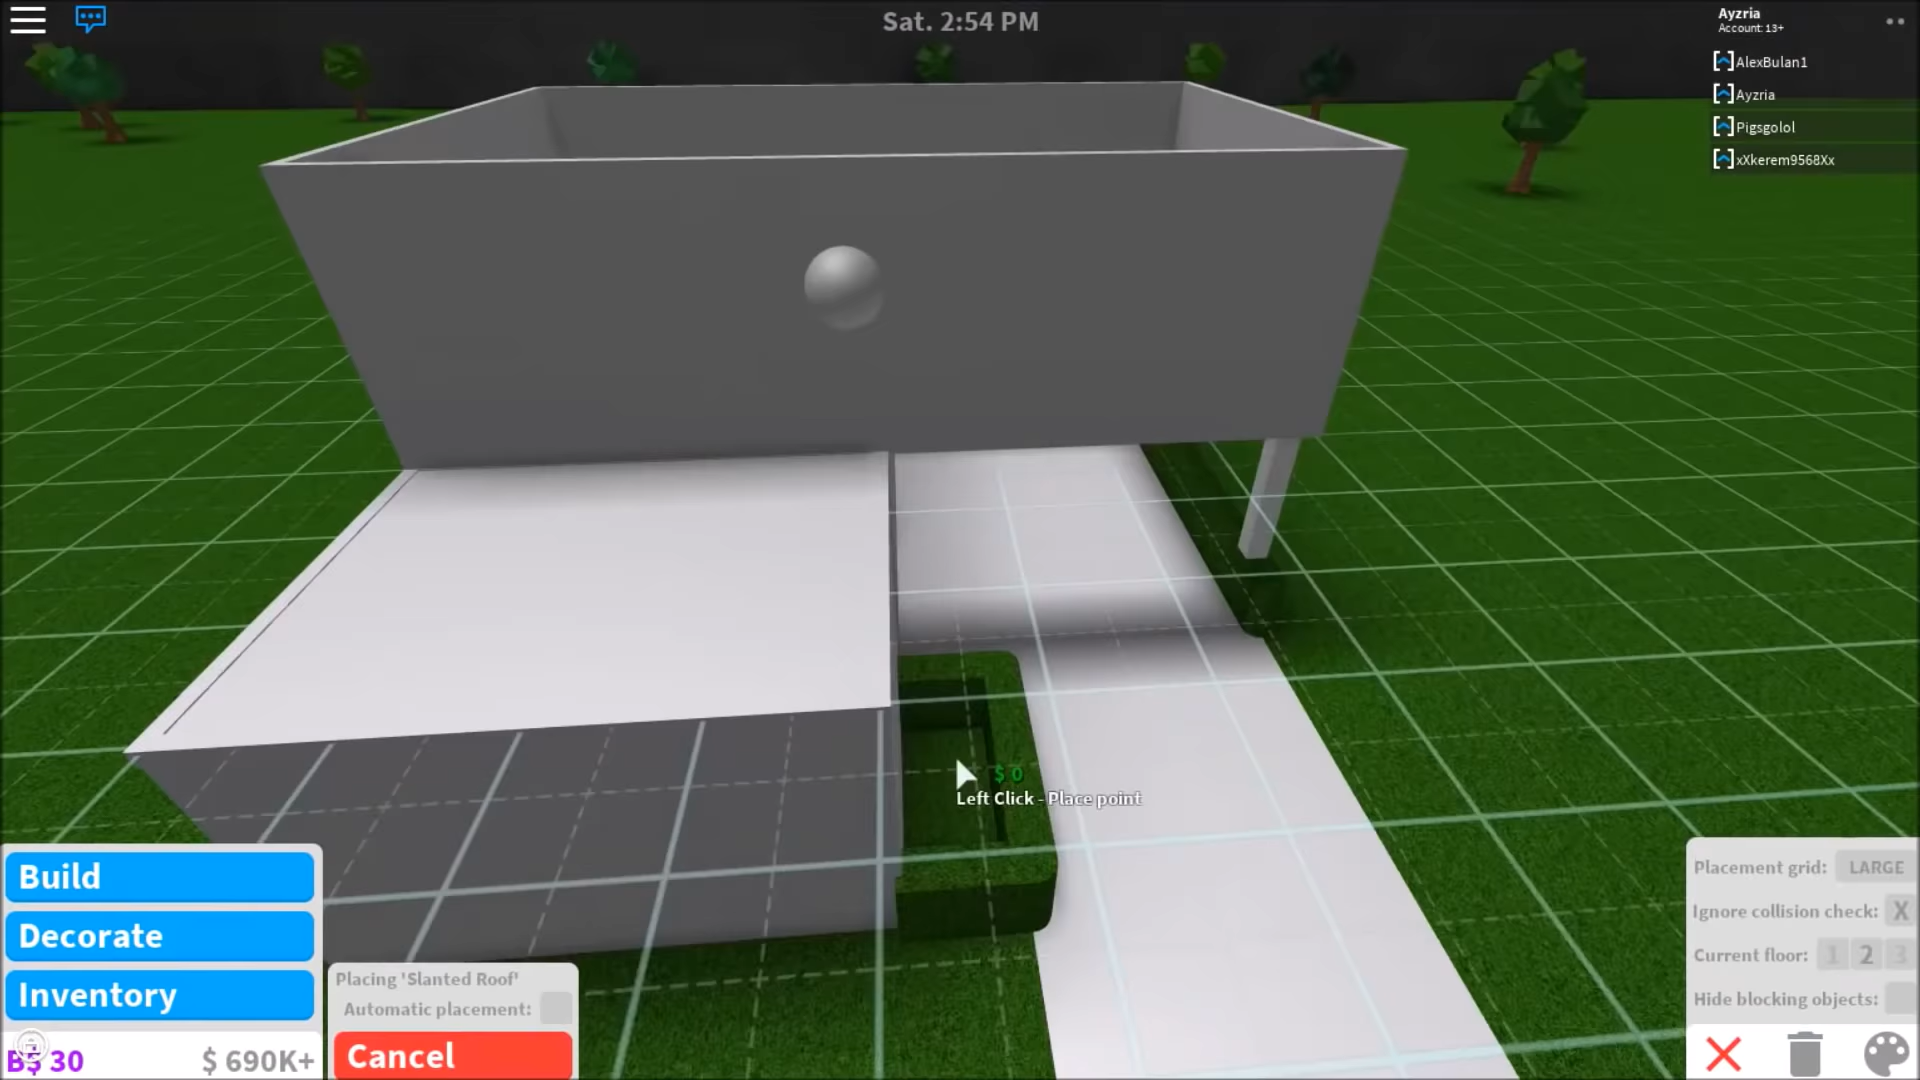 Sat. 2:54 PM
Ayzria
Account: 13+
AlexBulan1
Ayzria
Pigsgolol
xXkerem9568Xx
$ 0
Left Click - Place point
Build
Decorate
Inventory
B$ 30
$ 690K+
Placing 'Slanted Roof'
Automatic placement:
Cancel
Placement grid: LARGE
Ignore collision check: X
Current floor: 1 2 3
Hide blocking objects: